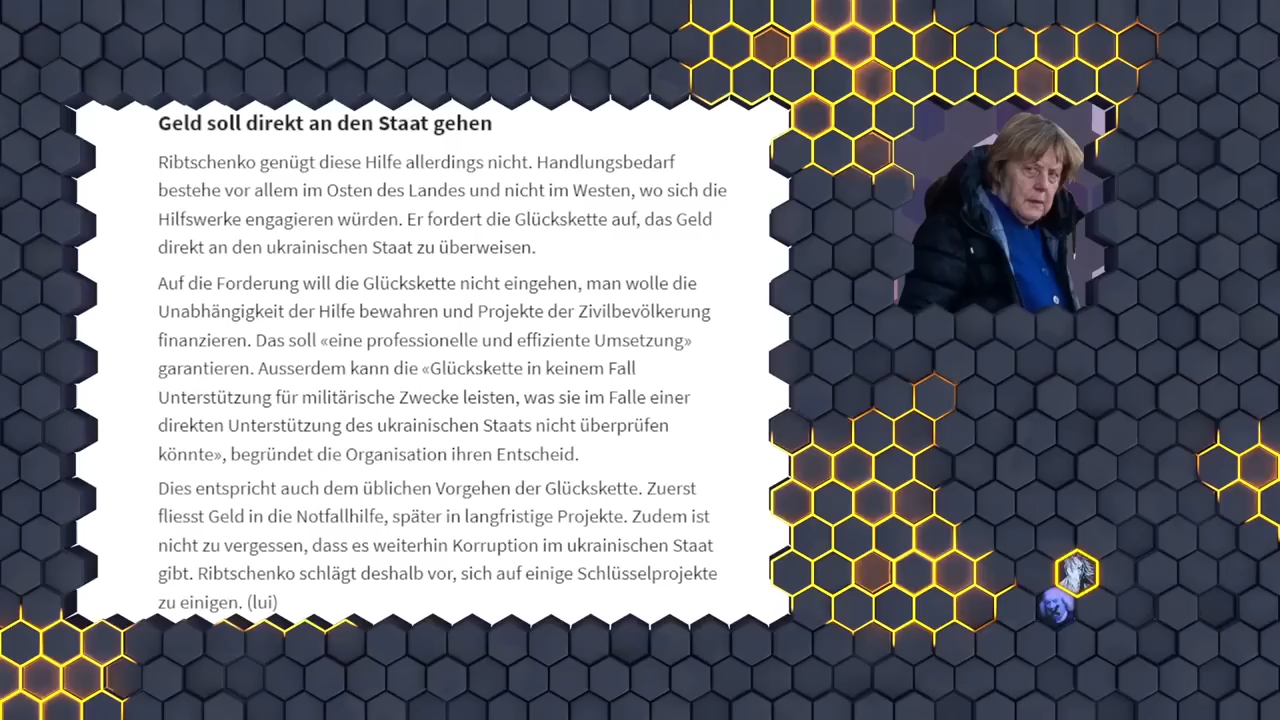 Geld soll direkt an den Staat gehen
Ribtschenko genügt diese Hilfe allerdings nicht. Handlungsbedarf
bestehe vor allem im Osten des Landes und nicht im Westen, wo sich die
Hilfswerke engagieren würden. Er fordert die Glückskette auf, das Geld
direkt an den ukrainischen Staat zu überweisen.
Auf die Forderung will die Glückskette nicht eingehen, man wolle die
Unabhängigkeit der Hilfe bewahren und Projekte der Zivilbevölkerung
finanzieren. Das soll «eine professionelle und effiziente Umsetzung»
garantieren. Ausserdem kann die «Glückskette in keinem Fall
Unterstützung für militärische Zwecke leisten, was sie im Falle einer
direkten Unterstützung des ukrainischen Staats nicht überprüfen
könnte», begründet die Organisation ihren Entscheid.
Dies entspricht auch dem üblichen Vorgehen der Glückskette. Zuerst
fliesst Geld in die Notfallhilfe, später in langfristige Projekte. Zudem ist
nicht zu vergessen, dass es weiterhin Korruption im ukrainischen Staat
gibt. Ribtschenko schlägt deshalb vor, sich auf einige Schlüsselprojekte
zu einigen. (lui)